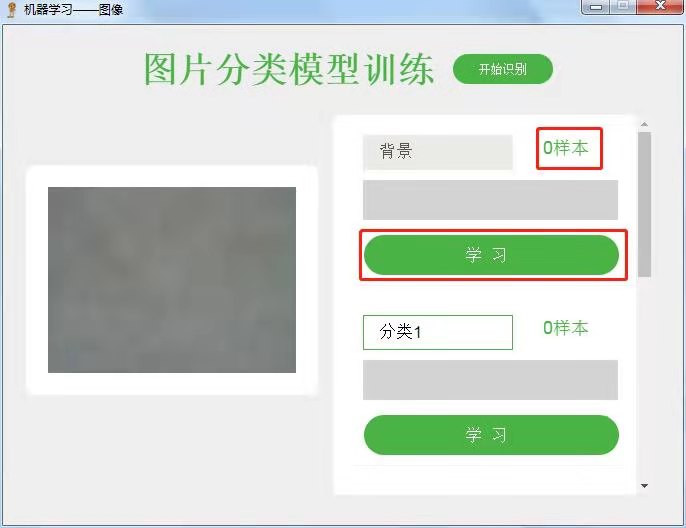 机器学习——图像
图片分类模型训练
开始识别
背景
0样本
学 习
分类1
0样本
学 习